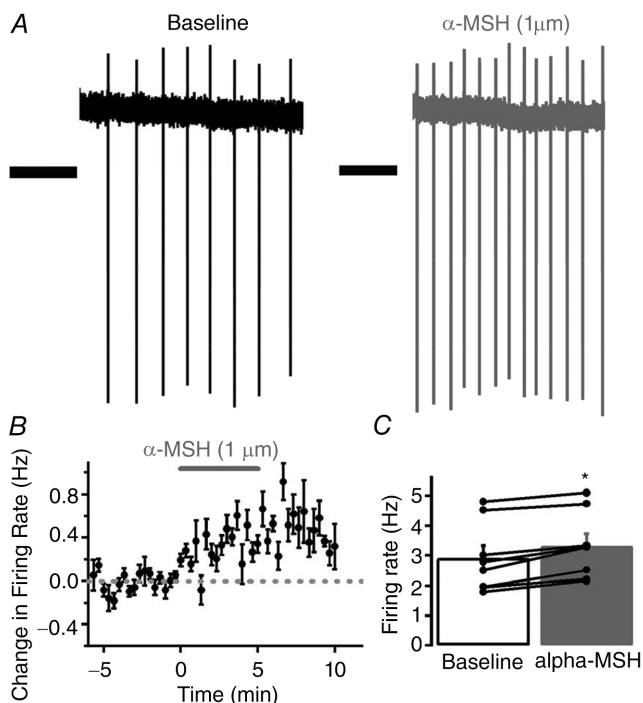 A
Baseline
α-MSH (1μm)
B
α-MSH (1 μm)
Change in Firing Rate (Hz)
0.8
0.4
0.0
−0.4
−5
0
5
10
Time (min)
C
*
Firing rate (Hz)
5
4
3
2
1
0
Baseline
alpha-MSH